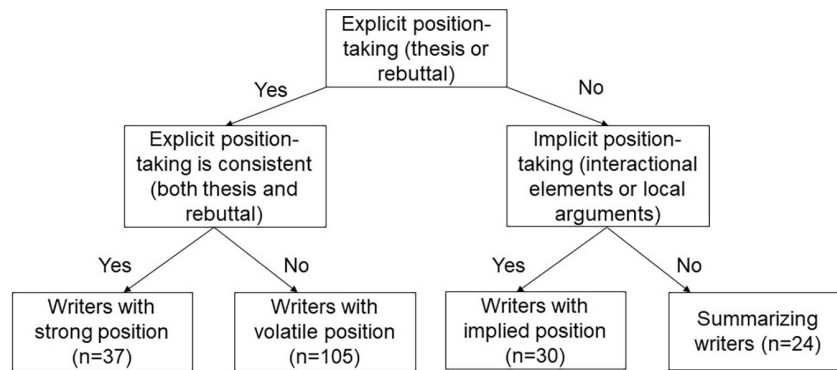 Explicit position-
taking (thesis or
rebuttal)
Yes
No
Explicit position-
taking is consistent
(both thesis and
rebuttal)
Implicit position-
taking (interactional
elements or local
arguments)
Yes
No
Yes
No
Writers with
strong position
(n=37)
Writers with
volatile position
(n=105)
Writers with
implied position
(n=30)
Summarizing
writers (n=24)